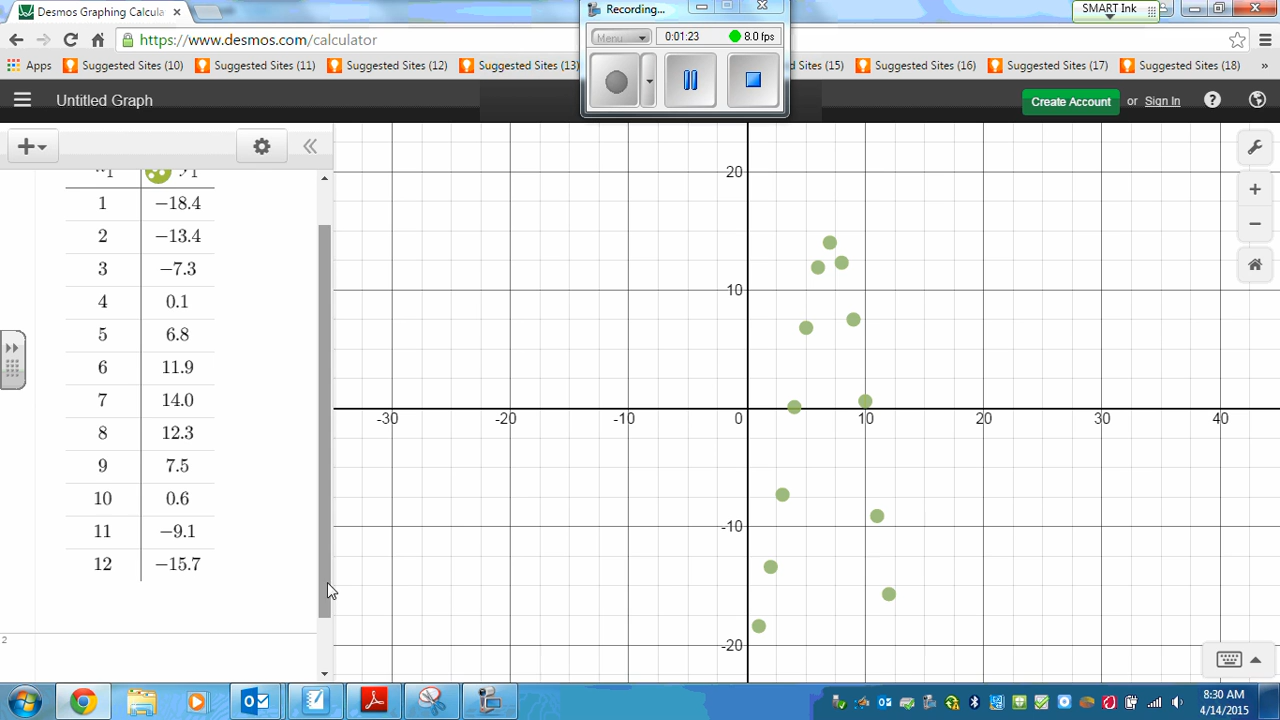 Desmos Graphing Calcula
Recording...
SMART Ink
https://www.desmos.com/calculator
Menu
0:01:23
8.0 fps
Apps
Suggested Sites (10)
Suggested Sites (11)
Suggested Sites (12)
Suggested Sites (13)
(15)
Suggested Sites (16)
Suggested Sites (17)
Suggested Sites (18)
»
Untitled Graph
Create Account or Sign In
1 −18.4
2 −13.4
3 −7.3
4 0.1
5 6.8
6 11.9
7 14.0
8 12.3
9 7.5
10 0.6
11 −9.1
12 −15.7
2
20
10
-30 -20 -10 0 10 20 30 40
-10
-20
8:30 AM
4/14/2015